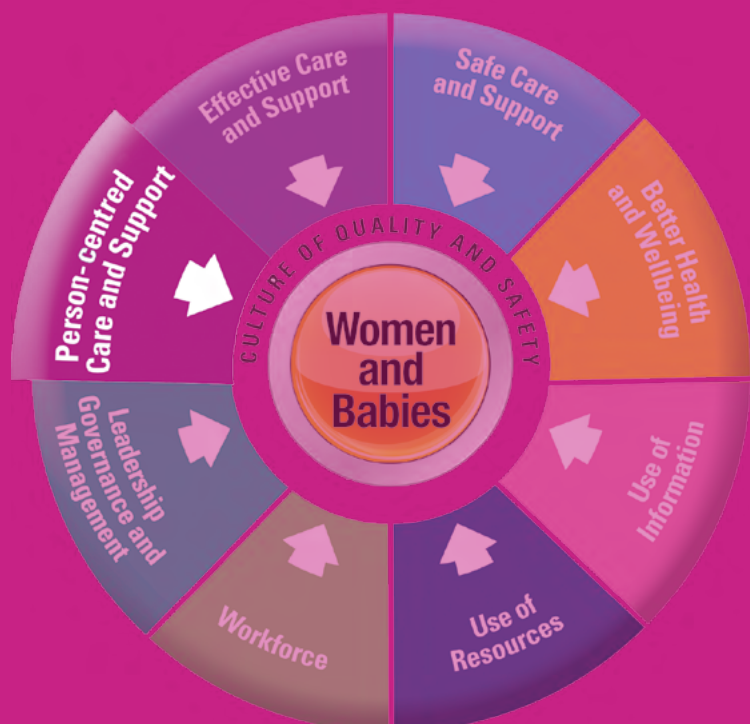 Effective Care
and Support
Safe Care
and Support
Better Health
and Wellbeing
Use of
Information
Use of
Resources
Workforce
Leadership
Governance and
Management
Person-centred
Care and Support
CULTURE OF QUALITY AND SAFETY
Women
and
Babies